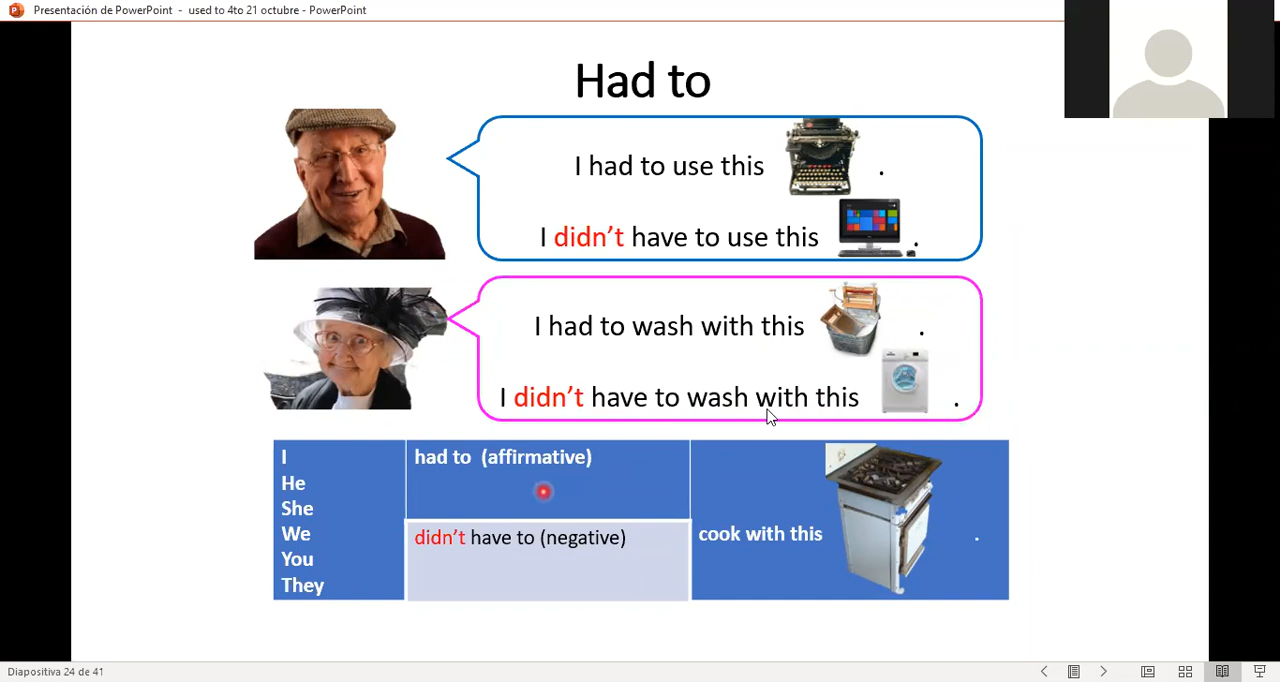 Presentación de PowerPoint - used to 4to 21 octubre - PowerPoint
Had to
I had to use this .
I didn't have to use this .
I had to wash with this .
I didn't have to wash with this .
I
He
She
We
You
They
had to (affirmative)
didn't have to (negative)
cook with this .
Diapositiva 24 de 41